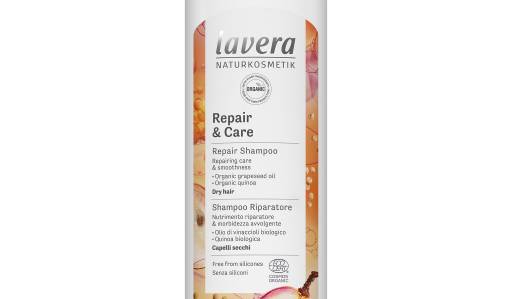 lavera
NATURKOSMETIK
ORGANIC
Repair
& Care
Repair Shampoo
Repairing care
& smoothness
• Organic grapeseed oil
• Organic quinoa
Dry hair
Shampoo Riparatore
Nutrimento riparatore
& morbidezza avvolgente
• Olio di vinaccioli biologico
• Quinoa biologica
Capelli secchi
Free from silicones
Senza siliconi
ECO
CERT
COSMOS
ORGANIC